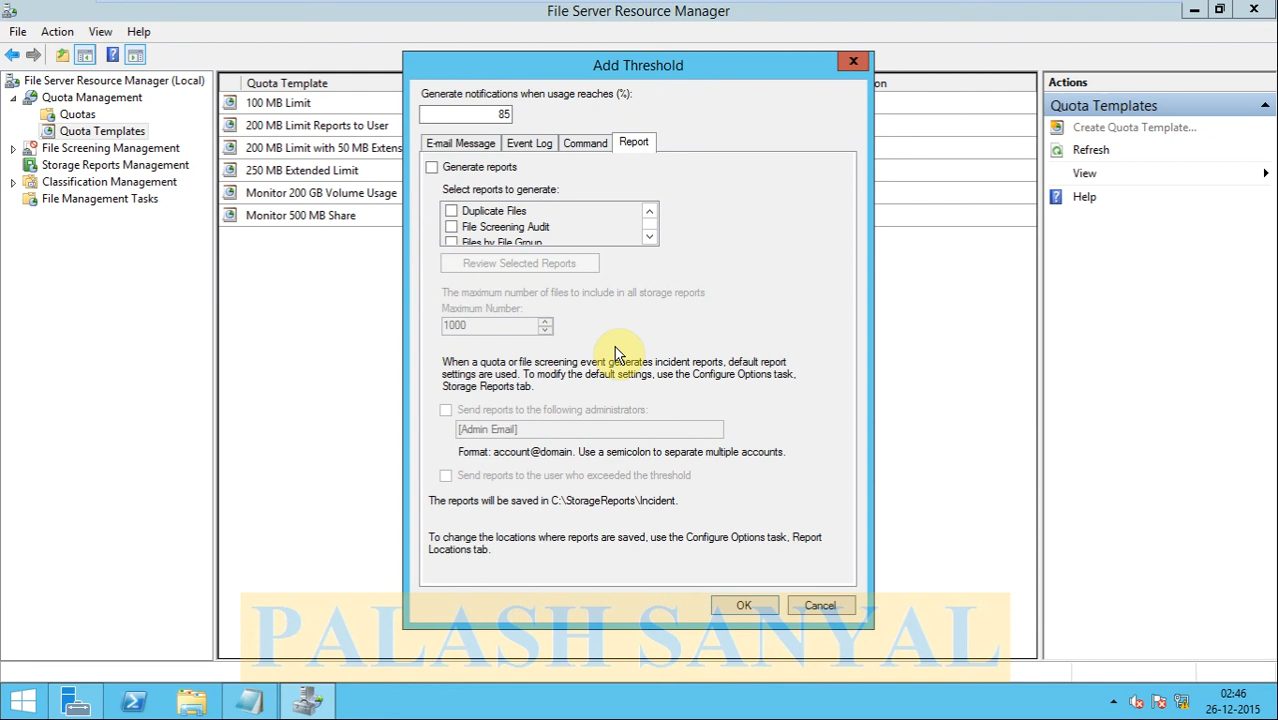 File Server Resource Manager
File Action View Help
File Server Resource Manager (Local)
Quota Management
Quotas
Quota Templates
File Screening Management
Storage Reports Management
Classification Management
File Management Tasks
Quota Template
100 MB Limit
200 MB Limit Reports to User
200 MB Limit with 50 MB Extens
250 MB Extended Limit
Monitor 200 GB Volume Usage
Monitor 500 MB Share
Add Threshold
Generate notifications when usage reaches (%):
85
E-mail Message Event Log Command Report
Generate reports
Select reports to generate:
Duplicate Files
File Screening Audit
Files by File Group
Review Selected Reports
The maximum number of files to include in all storage reports
Maximum Number:
1000
When a quota or file screening event generates incident reports, default report
settings are used. To modify the default settings, use the Configure Options task,
Storage Reports tab.
Send reports to the following administrators:
[Admin Email]
Format: account@domain. Use a semicolon to separate multiple accounts.
Send reports to the user who exceeded the threshold
The reports will be saved in C:\StorageReports\Incident.
To change the locations where reports are saved, use the Configure Options task, Report
Locations tab.
OK Cancel
on
Actions
Quota Templates
Create Quota Template...
Refresh
View
Help
PALASH SANYAL
02:46
26-12-2015